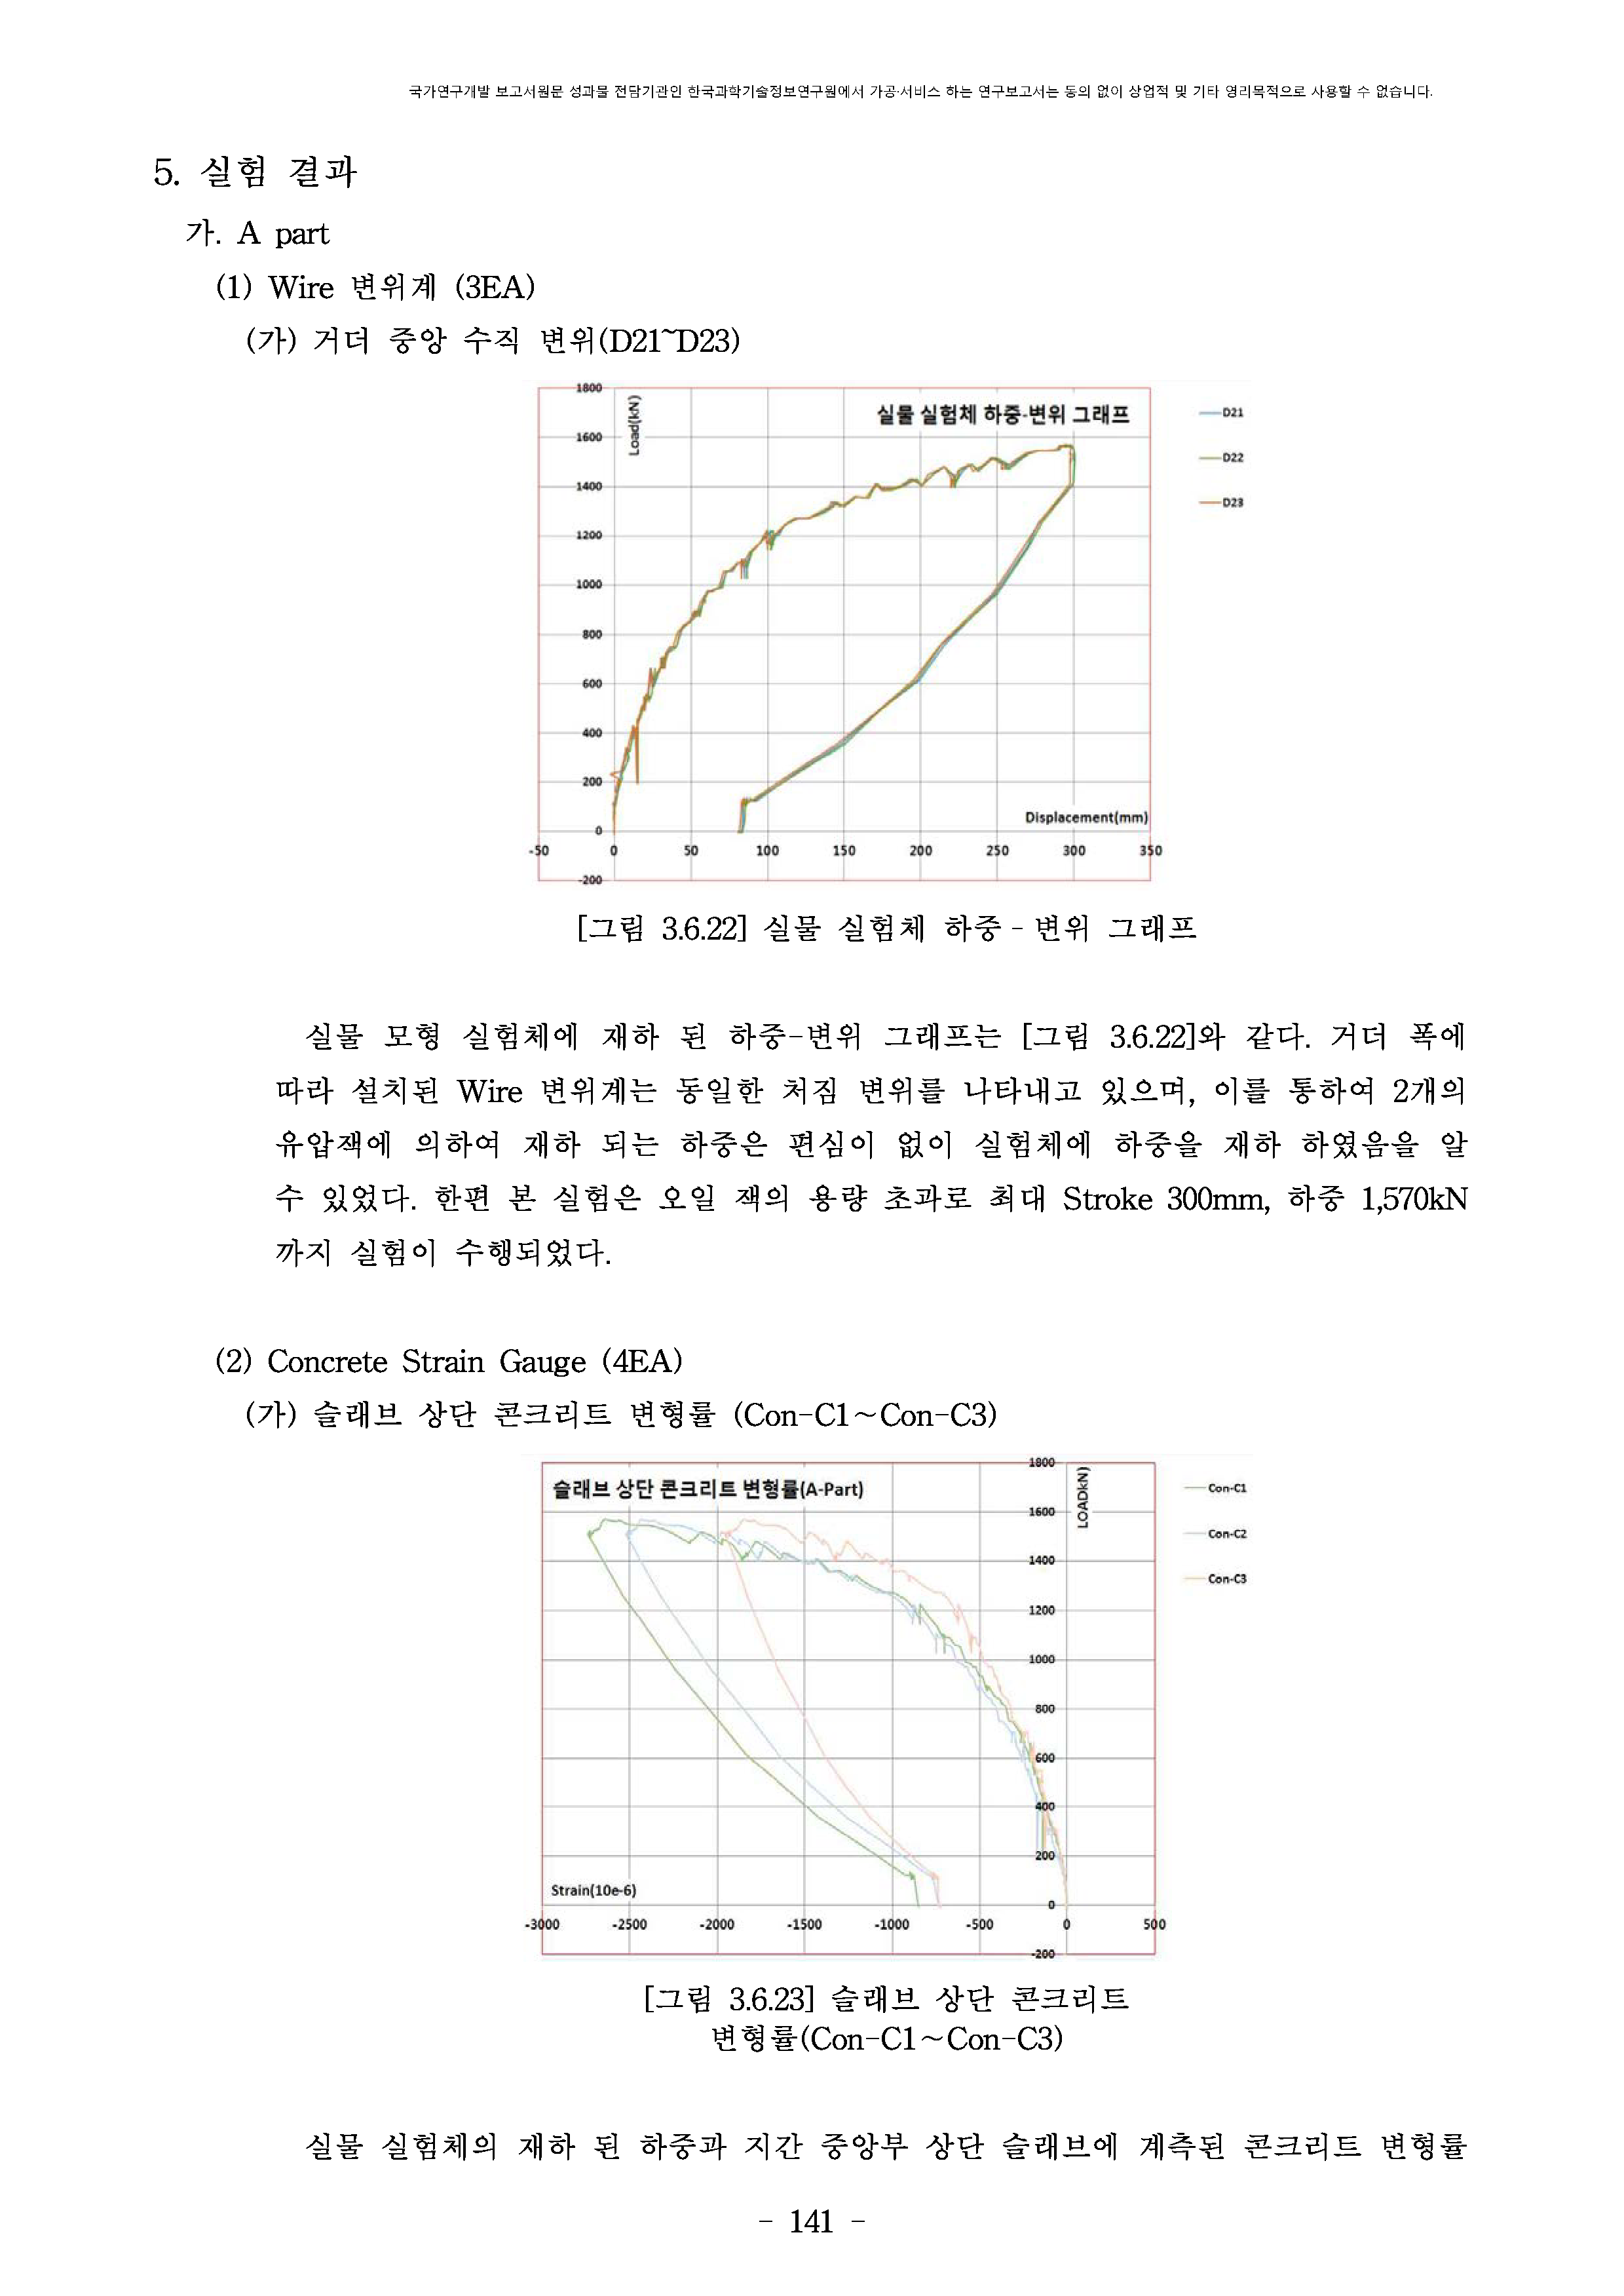 국가연구개발 보고서원문 성과물 전담기관인 한국과학기술정보연구원에서 가공·서비스 하는 연구보고서는 동의 없이 상업적 및 기타 영리목적으로 사용할 수 없습니다.
5. 실험 결과
가. A part
(1) Wire 변위계 (3EA)
(가) 거더 중앙 수직 변위(D21~D23)
실물 실험체 하중-변위 그래프
Load(kN)
1800
1600
1400
1200
1000
800
600
400
200
0
-200
-50 0 50 100 150 200 250 300 350
Displacement(mm)
D21
D22
D23
[그림 3.6.22] 실물 실험체 하중 - 변위 그래프
실물 모형 실험체에 재하 된 하중-변위 그래프는 [그림 3.6.22]와 같다. 거더 폭에
따라 설치된 Wire 변위계는 동일한 처짐 변위를 나타내고 있으며, 이를 통하여 2개의
유압잭에 의하여 재하 되는 하중은 편심이 없이 실험체에 하중을 재하 하였음을 알
수 있었다. 한편 본 실험은 오일 잭의 용량 초과로 최대 Stroke 300mm, 하중 1,570kN
까지 실험이 수행되었다.
(2) Concrete Strain Gauge (4EA)
(가) 슬래브 상단 콘크리트 변형률 (Con-C1～Con-C3)
슬래브 상단 콘크리트 변형률(A-Part)
LOADkN)
1800
1600
1400
1200
1000
800
600
400
200
0
-200
Strain(10e-6)
-3000 -2500 -2000 -1500 -1000 -500 0 500
Con-C1
Con-C2
Con-C3
[그림 3.6.23] 슬래브 상단 콘크리트
변형률(Con-C1～Con-C3)
실물 실험체의 재하 된 하중과 지간 중앙부 상단 슬래브에 계측된 콘크리트 변형률
- 141 -